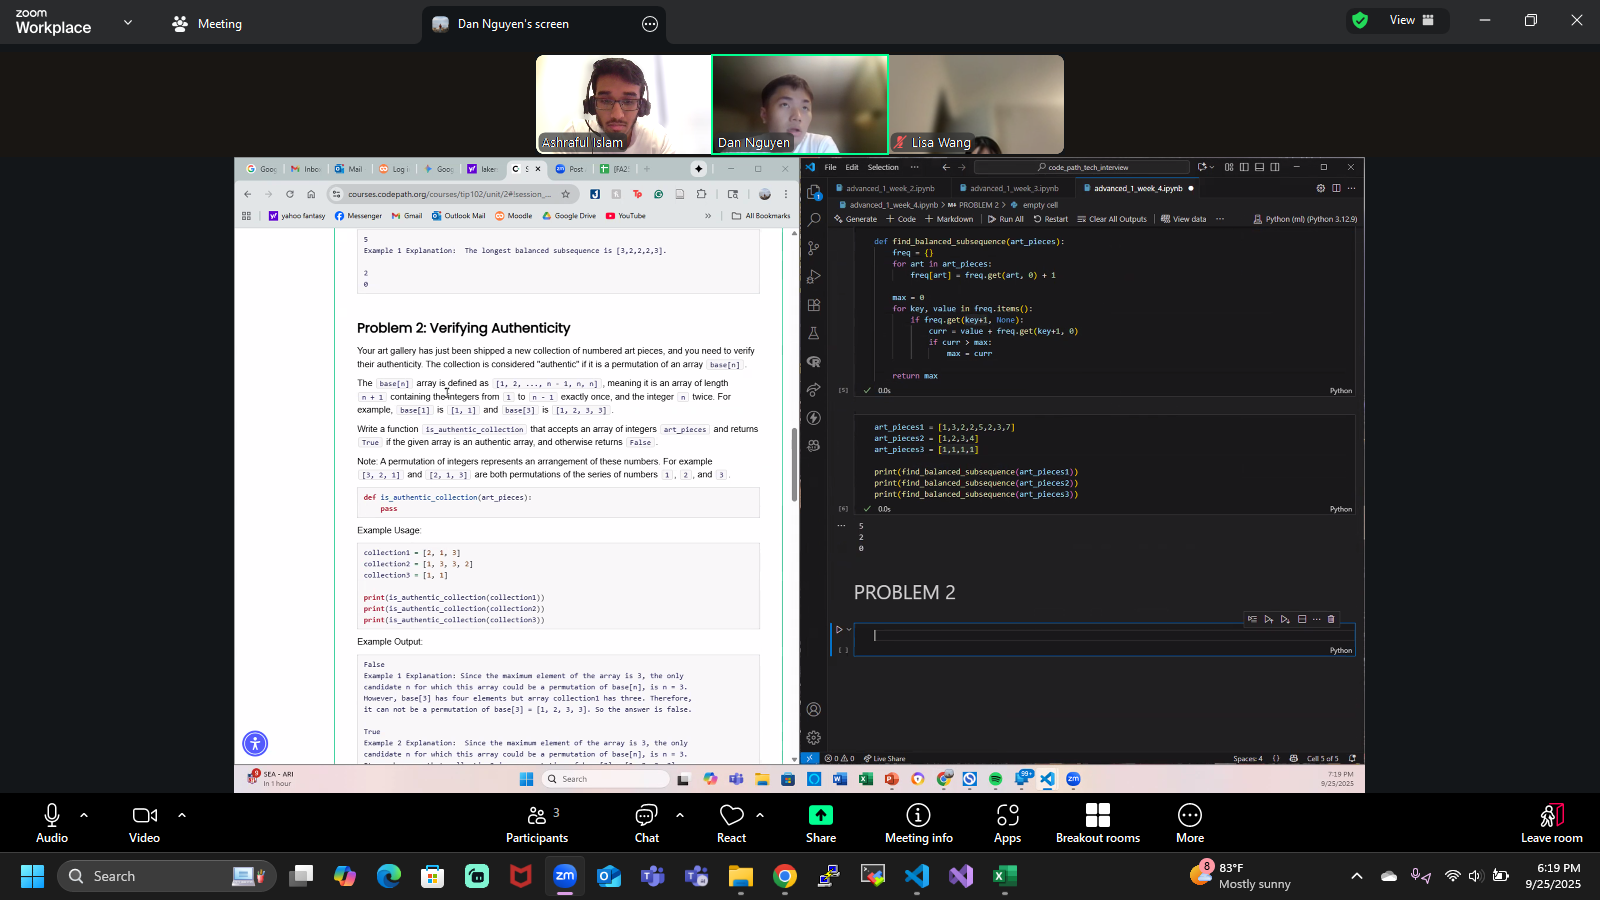 zoom
Workplace
Meeting
Dan Nguyen's screen
View
Ashraful Islam
Dan Nguyen
Lisa Wang
Goog
Inbo
Mail
Log i
Goog
laker
S
Post
[FA2
courses.codepath.org/courses/tip102/unit/2#!session_...
yahoo fantasy
Messenger
Gmail
Outlook Mail
Moodle
Google Drive
YouTube
»
All Bookmarks
5
Example 1 Explanation:  The longest balanced subsequence is [3,2,2,2,3].
2
0
Problem 2: Verifying Authenticity
Your art gallery has just been shipped a new collection of numbered art pieces, and you need to verify
their authenticity. The collection is considered "authentic" if it is a permutation of an array base[n] .
The base[n] array is defined as [1, 2, ..., n - 1, n, n] , meaning it is an array of length
n + 1 containing the integers from 1 to n - 1 exactly once, and the integer n twice. For
example, base[1] is [1, 1] and base[3] is [1, 2, 3, 3] .
Write a function is_authentic_collection that accepts an array of integers art_pieces and returns
True if the given array is an authentic array, and otherwise returns False .
Note: A permutation of integers represents an arrangement of these numbers. For example
[3, 2, 1] and [2, 1, 3] are both permutations of the series of numbers 1 , 2 , and 3 .
def is_authentic_collection(art_pieces):
    pass
Example Usage:
collection1 = [2, 1, 3]
collection2 = [1, 3, 3, 2]
collection3 = [1, 1]
print(is_authentic_collection(collection1))
print(is_authentic_collection(collection2))
print(is_authentic_collection(collection3))
Example Output:
False
Example 1 Explanation: Since the maximum element of the array is 3, the only
candidate n for which this array could be a permutation of base[n], is n = 3.
However, base[3] has four elements but array collection1 has three. Therefore,
it can not be a permutation of base[3] = [1, 2, 3, 3]. So the answer is false.
True
Example 2 Explanation:  Since the maximum element of the array is 3, the only
candidate n for which this array could be a permutation of base[n], is n = 3.
File Edit Selection ...
code_path_tech_interview
advanced_1_week_2.ipynb
advanced_1_week_3.ipynb
advanced_1_week_4.ipynb
advanced_1_week_4.ipynb > M↓ PROBLEM 2 > empty cell
Generate
+ Code
+ Markdown
Run All
Restart
Clear All Outputs
View data
...
Python (ml) (Python 3.12.9)
def find_balanced_subsequence(art_pieces):
    freq = {}
    for art in art_pieces:
        freq[art] = freq.get(art, 0) + 1
    max = 0
    for key, value in freq.items():
        if freq.get(key+1, None):
            curr = value + freq.get(key+1, 0)
            if curr > max:
                max = curr
    return max
[5]
0.0s
Python
art_pieces1 = [1,3,2,2,5,2,3,7]
art_pieces2 = [1,2,3,4]
art_pieces3 = [1,1,1,1]
print(find_balanced_subsequence(art_pieces1))
print(find_balanced_subsequence(art_pieces2))
print(find_balanced_subsequence(art_pieces3))
[6]
0.0s
Python
5
2
0
PROBLEM 2
[ ]
Python
0
0
Live Share
Spaces: 4
Cell 5 of 5
SEA - ARI
In 1 hour
Search
99+
7:19 PM
9/25/2025
Audio
Video
3
Participants
Chat
React
Share
Meeting info
Apps
Breakout rooms
More
Leave room
Search
zm
8
83°F
Mostly sunny
6:19 PM
9/25/2025